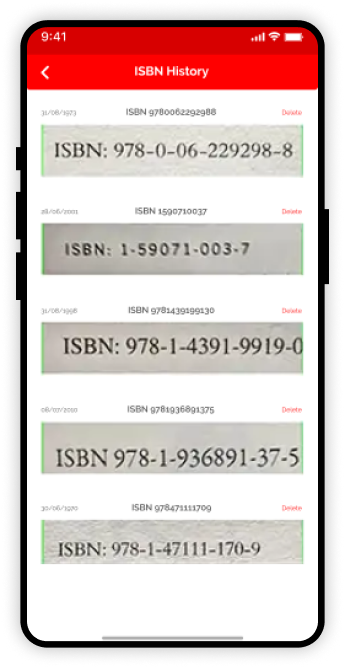 9:41
ISBN History
31/08/1973 ISBN 9780062292988 Delete
ISBN: 978-0-06-229298-8
28/06/2001 ISBN 1590710037 Delete
ISBN: 1-59071-003-7
31/08/1998 ISBN 9781439199130 Delete
ISBN: 978-1-4391-9919-0
08/07/2010 ISBN 9781936891375 Delete
ISBN 978-1-936891-37-5
30/06/1970 ISBN 978471111709 Delete
ISBN: 978-1-47111-170-9